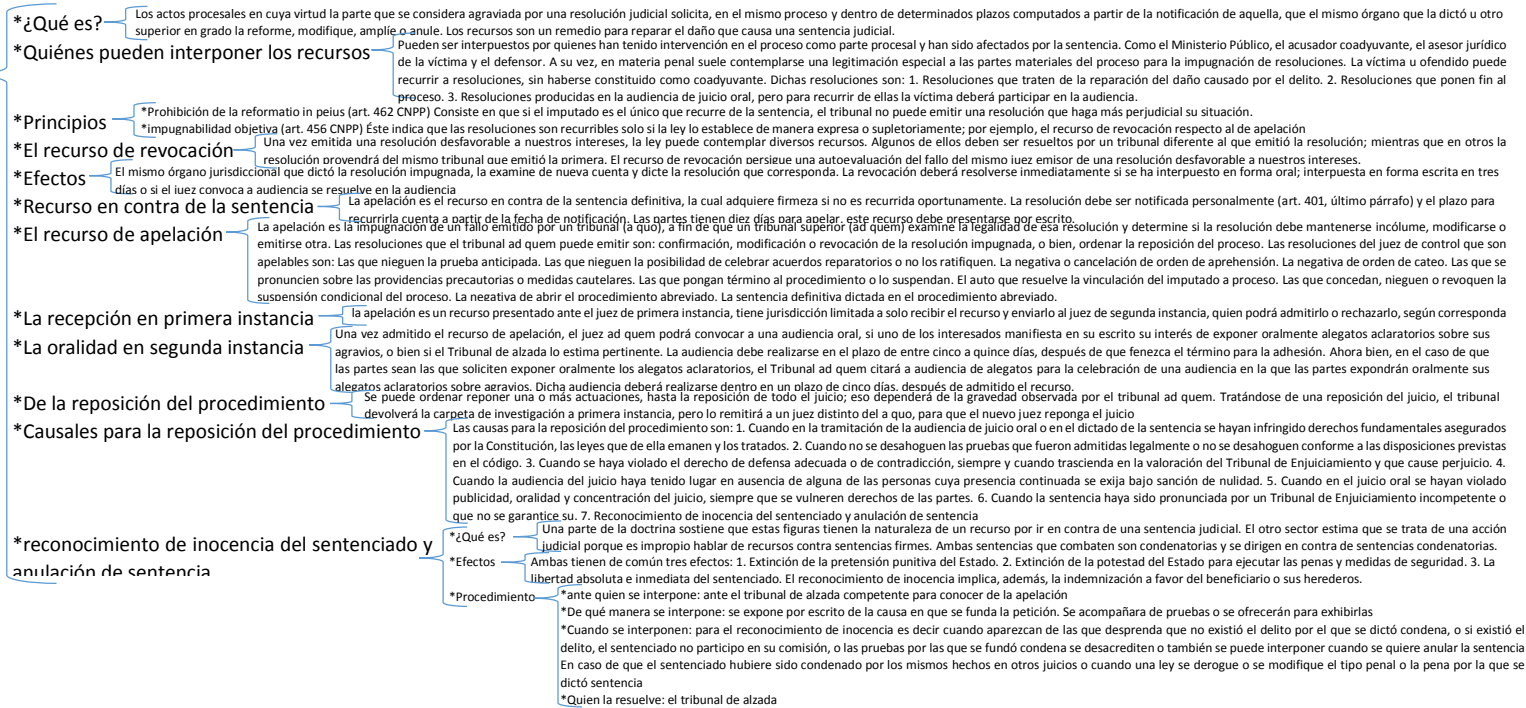 *¿Qué es?
Los actos procesales en cuya virtud la parte que se considera agraviada por una resolución judicial solicita, en el mismo proceso y dentro de determinados plazos computados a partir de la notificación de aquella, que el mismo órgano que la dictó u otro
superior en grado la reforme, modifique, amplíe o anule. Los recursos son un remedio para reparar el daño que causa una sentencia judicial.
*Quiénes pueden interponer los recursos
Pueden ser interpuestos por quienes han tenido intervención en el proceso como parte procesal y han sido afectados por la sentencia. Como el Ministerio Público, el acusador coadyuvante, el asesor jurídico
de la víctima y el defensor. A su vez, en materia penal suele contemplarse una legitimación especial a las partes materiales del proceso para la impugnación de resoluciones. La víctima u ofendido puede
recurrir a resoluciones, sin haberse constituido como coadyuvante. Dichas resoluciones son: 1. Resoluciones que traten de la reparación del daño causado por el delito. 2. Resoluciones que ponen fin al
proceso. 3. Resoluciones producidas en la audiencia de juicio oral, pero para recurrir de ellas la víctima deberá participar en la audiencia.
*Principios
*Prohibición de la reformatio in peius (art. 462 CNPP) Consiste en que si el imputado es el único que recurre de la sentencia, el tribunal no puede emitir una resolución que haga más perjudicial su situación.
*impugnabilidad objetiva (art. 456 CNPP) Éste indica que las resoluciones son recurribles solo si la ley lo establece de manera expresa o supletoriamente; por ejemplo, el recurso de revocación respecto al de apelación
*El recurso de revocación
Una vez emitida una resolución desfavorable a nuestros intereses, la ley puede contemplar diversos recursos. Algunos de ellos deben ser resueltos por un tribunal diferente al que emitió la resolución; mientras que en otros la
resolución provendrá del mismo tribunal que emitió la primera. El recurso de revocación persigue una autoevaluación del fallo del mismo juez emisor de una resolución desfavorable a nuestros intereses.
*Efectos
El mismo órgano jurisdiccional que dictó la resolución impugnada, la examine de nueva cuenta y dicte la resolución que corresponda. La revocación deberá resolverse inmediatamente si se ha interpuesto en forma oral; interpuesta en forma escrita en tres
días o si el juez convoca a audiencia se resuelve en la audiencia
*Recurso en contra de la sentencia
La apelación es el recurso en contra de la sentencia definitiva, la cual adquiere firmeza si no es recurrida oportunamente. La resolución debe ser notificada personalmente (art. 401, último párrafo) y el plazo para
recurrirla cuenta a partir de la fecha de notificación. Las partes tienen diez días para apelar, este recurso debe presentarse por escrito.
*El recurso de apelación
La apelación es la impugnación de un fallo emitido por un tribunal (a quo), a fin de que un tribunal superior (ad quem) examine la legalidad de esa resolución y determine si la resolución debe mantenerse incólume, modificarse o
emitirse otra. Las resoluciones que el tribunal ad quem puede emitir son: confirmación, modificación o revocación de la resolución impugnada, o bien, ordenar la reposición del proceso. Las resoluciones del juez de control que son
apelables son: Las que nieguen la prueba anticipada. Las que nieguen la posibilidad de celebrar acuerdos reparatorios o no los ratifiquen. La negativa o cancelación de orden de aprehensión. La negativa de orden de cateo. Las que se
pronuncien sobre las providencias precautorias o medidas cautelares. Las que pongan término al procedimiento o lo suspendan. El auto que resuelve la vinculación del imputado a proceso. Las que concedan, nieguen o revoquen la
suspensión condicional del proceso. La negativa de abrir el procedimiento abreviado. La sentencia definitiva dictada en el procedimiento abreviado.
*La recepción en primera instancia
la apelación es un recurso presentado ante el juez de primera instancia, tiene jurisdicción limitada a solo recibir el recurso y enviarlo al juez de segunda instancia, quien podrá admitirlo o rechazarlo, según corresponda
*La oralidad en segunda instancia
Una vez admitido el recurso de apelación, el juez ad quem podrá convocar a una audiencia oral, si uno de los interesados manifiesta en su escrito su interés de exponer oralmente alegatos aclaratorios sobre sus
agravios, o bien si el Tribunal de alzada lo estima pertinente. La audiencia debe realizarse en el plazo de entre cinco a quince días, después de que fenezca el término para la adhesión. Ahora bien, en el caso de que
las partes sean las que soliciten exponer oralmente los alegatos aclaratorios, el Tribunal ad quem citará a audiencia de alegatos para la celebración de una audiencia en la que las partes expondrán oralmente sus
alegatos aclaratorios sobre agravios. Dicha audiencia deberá realizarse dentro en un plazo de cinco días, después de admitido el recurso.
*De la reposición del procedimiento
Se puede ordenar reponer una o más actuaciones, hasta la reposición de todo el juicio; eso dependerá de la gravedad observada por el tribunal ad quem. Tratándose de una reposición del juicio, el tribunal
devolverá la carpeta de investigación a primera instancia, pero lo remitirá a un juez distinto del a quo, para que el nuevo juez reponga el juicio
*Causales para la reposición del procedimiento
Las causas para la reposición del procedimiento son: 1. Cuando en la tramitación de la audiencia de juicio oral o en el dictado de la sentencia se hayan infringido derechos fundamentales asegurados
por la Constitución, las leyes que de ella emanen y los tratados. 2. Cuando no se desahoguen las pruebas que fueron admitidas legalmente o no se desahoguen conforme a las disposiciones previstas
en el código. 3. Cuando se haya violado el derecho de defensa adecuada o de contradicción, siempre y cuando trascienda en la valoración del Tribunal de Enjuiciamiento y que cause perjuicio. 4.
Cuando la audiencia del juicio haya tenido lugar en ausencia de alguna de las personas cuya presencia continuada se exija bajo sanción de nulidad. 5. Cuando en el juicio oral se hayan violado
publicidad, oralidad y concentración del juicio, siempre que se vulneren derechos de las partes. 6. Cuando la sentencia haya sido pronunciada por un Tribunal de Enjuiciamiento incompetente o
que no se garantice su. 7. Reconocimiento de inocencia del sentenciado y anulación de sentencia
*reconocimiento de inocencia del sentenciado y
anulación de sentencia
*¿Qué es?
Una parte de la doctrina sostiene que estas figuras tienen la naturaleza de un recurso por ir en contra de una sentencia judicial. El otro sector estima que se trata de una acción
judicial porque es impropio hablar de recursos contra sentencias firmes. Ambas sentencias que combaten son condenatorias y se dirigen en contra de sentencias condenatorias.
*Efectos
Ambas tienen de común tres efectos: 1. Extinción de la pretensión punitiva del Estado. 2. Extinción de la potestad del Estado para ejecutar las penas y medidas de seguridad. 3. La
libertad absoluta e inmediata del sentenciado. El reconocimiento de inocencia implica, además, la indemnización a favor del beneficiario o sus herederos.
*Procedimiento
*ante quien se interpone: ante el tribunal de alzada competente para conocer de la apelación
*De qué manera se interpone: se expone por escrito de la causa en que se funda la petición. Se acompañara de pruebas o se ofrecerán para exhibirlas
*Cuando se interponen: para el reconocimiento de inocencia es decir cuando aparezcan de las que desprenda que no existió el delito por el que se dictó condena, o si existió el
delito, el sentenciado no participo en su comisión, o las pruebas por las que se fundó condena se desacrediten o también se puede interponer cuando se quiere anular la sentencia
En caso de que el sentenciado hubiere sido condenado por los mismos hechos en otros juicios o cuando una ley se derogue o se modifique el tipo penal o la pena por la que se
dictó sentencia
*Quien la resuelve: el tribunal de alzada